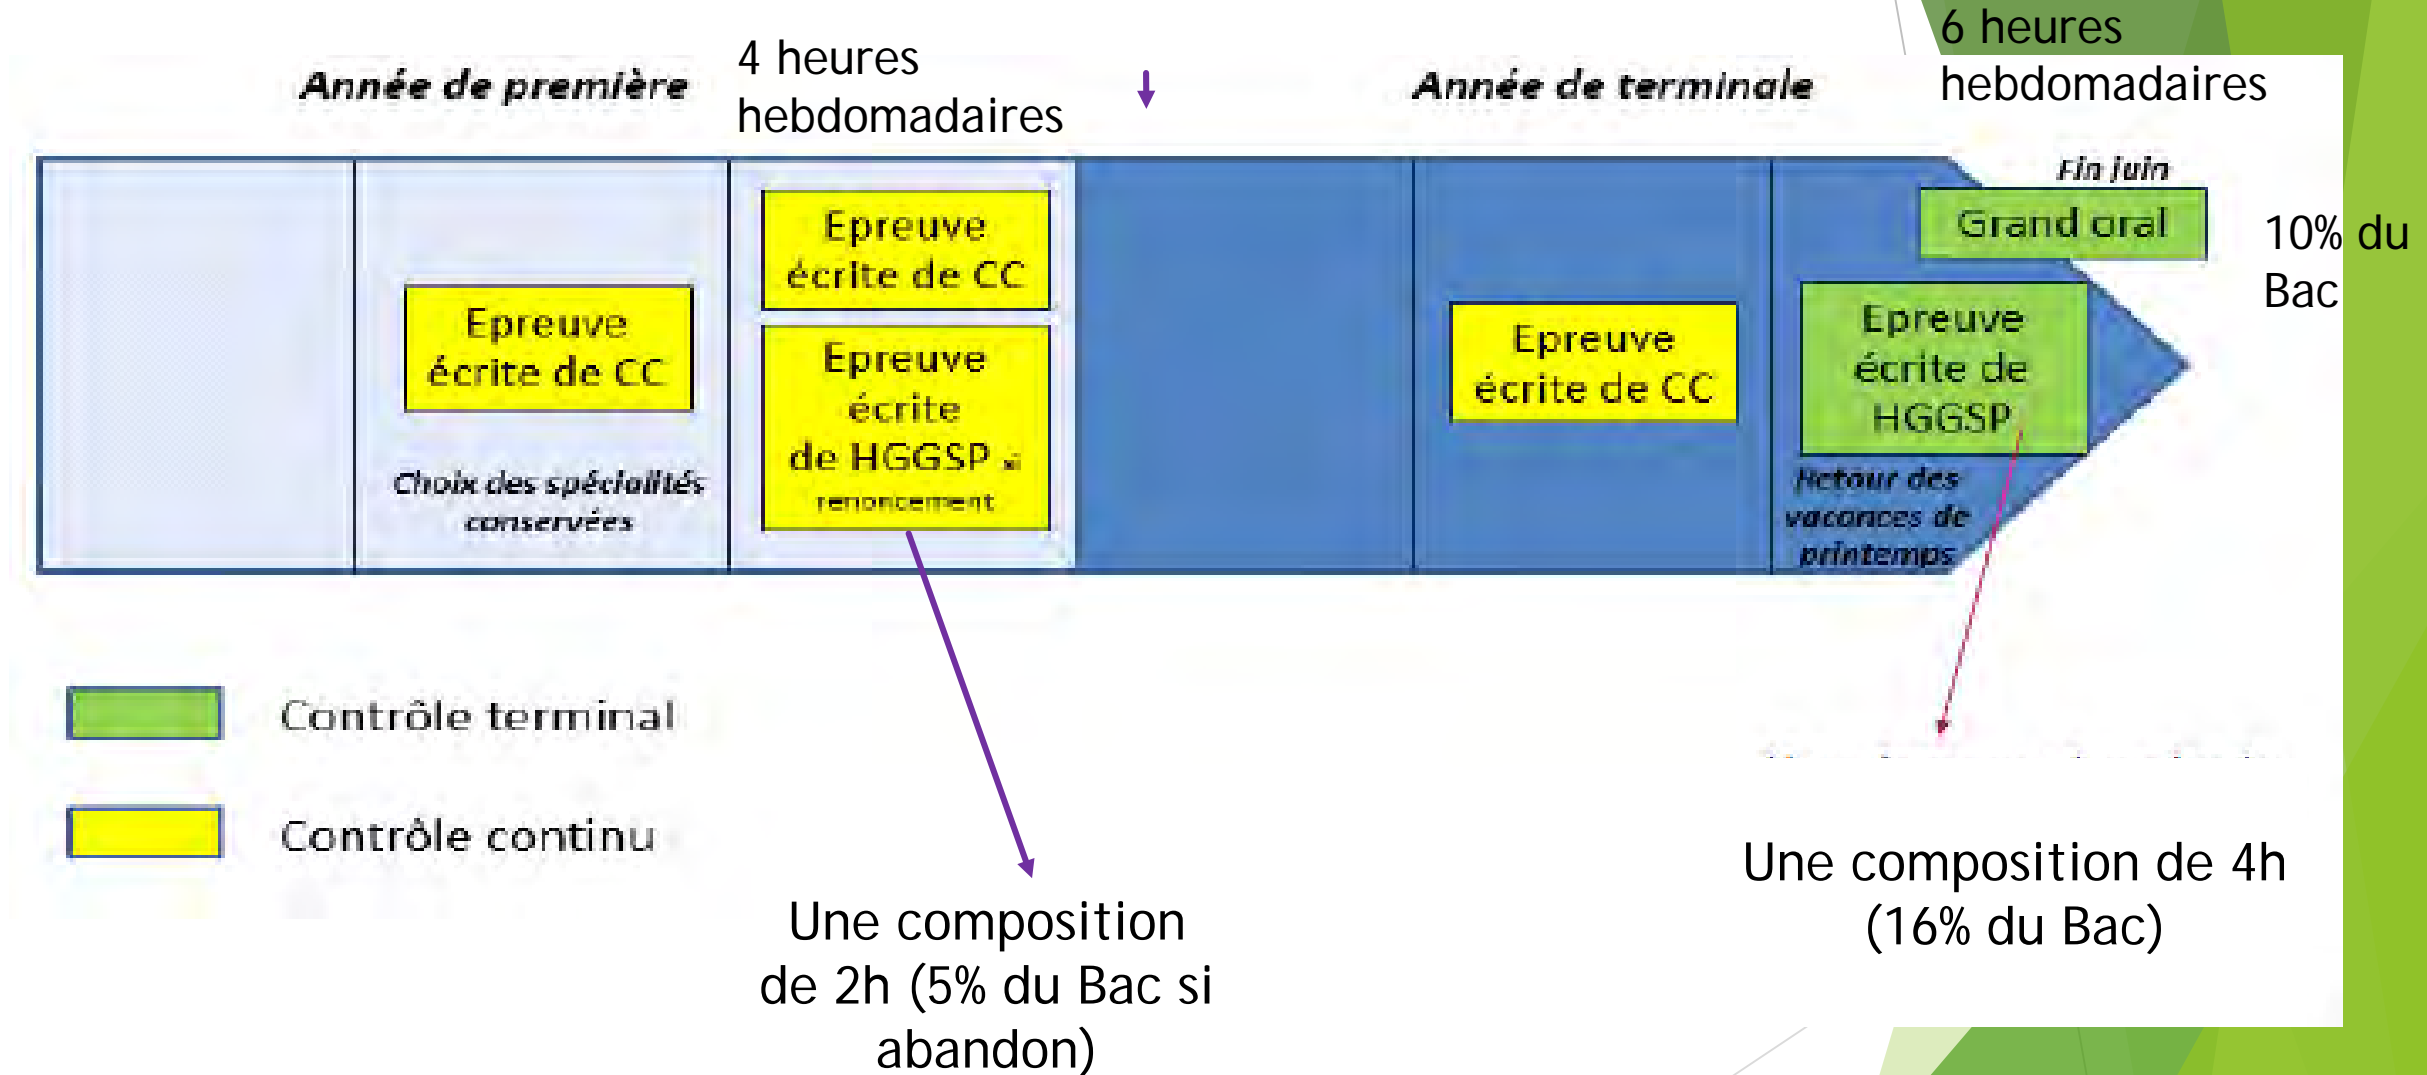 Année de première
4 heures
hebdomadaires
Année de terminale
6 heures
hebdomadaires
Epreuve
écrite de CC
Choix des spécialités
conservées
Epreuve
écrite de CC
Epreuve
écrite
de HGGSP si
renoncement
Epreuve
écrite de CC
Fin juin
Grand oral
10% du
Bac
Epreuve
écrite de
HGGSP
Retour des
vacances de
printemps
Contrôle terminal
Contrôle continu
Une composition
de 2h (5% du Bac si
abandon)
Une composition de 4h
(16% du Bac)